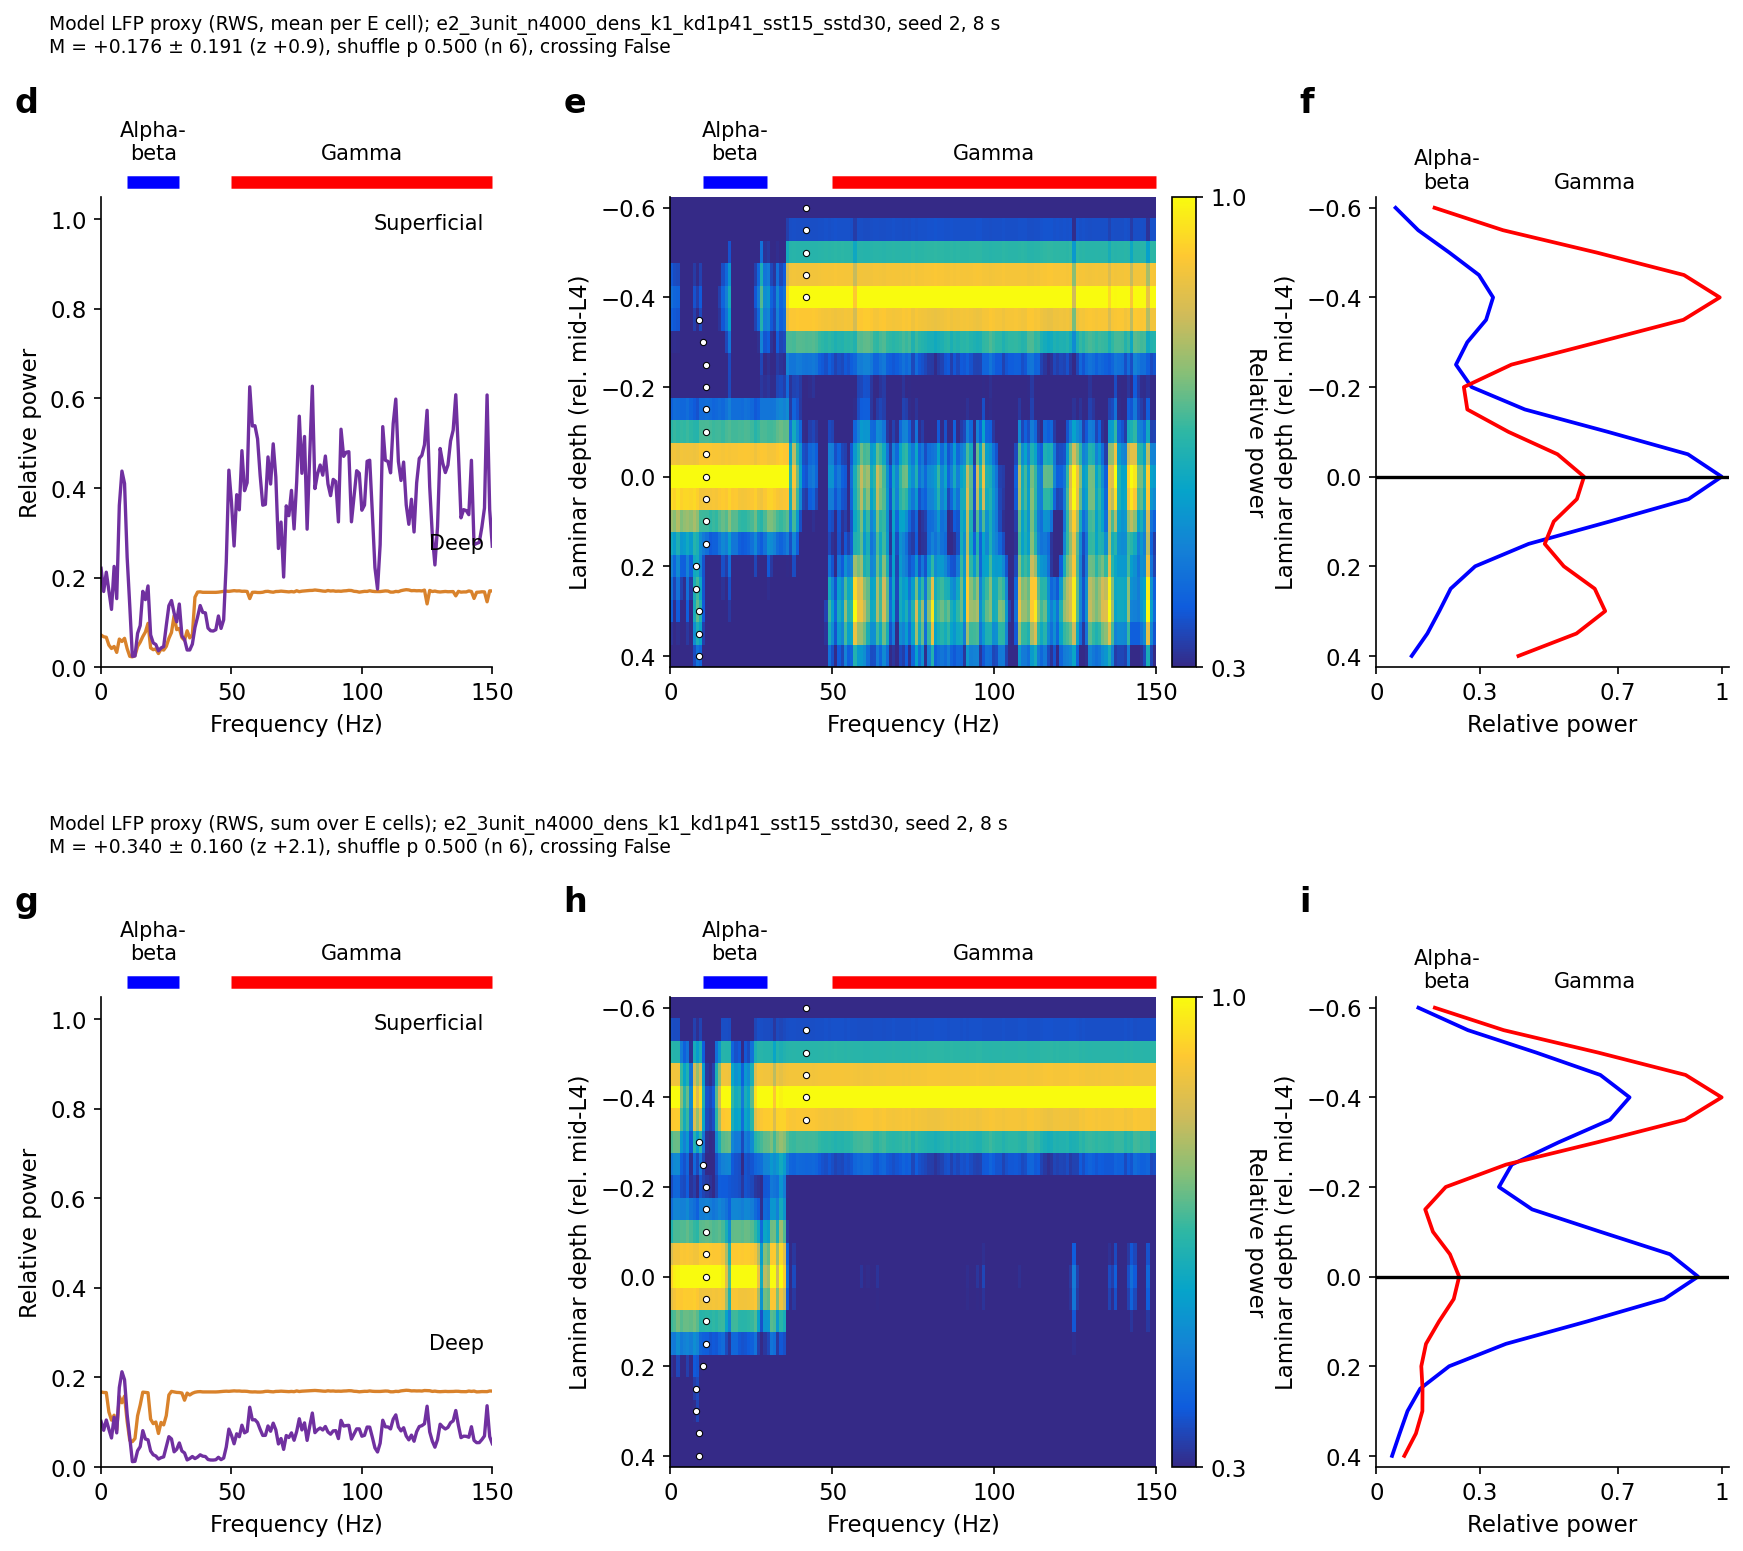 Model LFP proxy (RWS, mean per E cell); e2_3unit_n4000_dens_k1_kd1p41_sst15_sstd30, seed 2, 8 s
M = +0.176 ± 0.191 (z +0.9), shuffle p 0.500 (n 6), crossing False
d
Alpha-
beta
Gamma
Superficial
Deep
1.0
0.8
0.6
0.4
0.2
0.0
Relative power
0
50
100
150
Frequency (Hz)
e
Alpha-
beta
Gamma
−0.6
−0.4
−0.2
0.0
0.2
0.4
Laminar depth (rel. mid-L4)
0
50
100
150
Frequency (Hz)
1.0
0.3
Relative power
f
Alpha-
beta
Gamma
−0.6
−0.4
−0.2
0.0
0.2
0.4
Laminar depth (rel. mid-L4)
0
0.3
0.7
1
Relative power
Model LFP proxy (RWS, sum over E cells); e2_3unit_n4000_dens_k1_kd1p41_sst15_sstd30, seed 2, 8 s
M = +0.340 ± 0.160 (z +2.1), shuffle p 0.500 (n 6), crossing False
g
Alpha-
beta
Gamma
Superficial
Deep
1.0
0.8
0.6
0.4
0.2
0.0
Relative power
0
50
100
150
Frequency (Hz)
h
Alpha-
beta
Gamma
−0.6
−0.4
−0.2
0.0
0.2
0.4
Laminar depth (rel. mid-L4)
0
50
100
150
Frequency (Hz)
1.0
0.3
Relative power
i
Alpha-
beta
Gamma
−0.6
−0.4
−0.2
0.0
0.2
0.4
Laminar depth (rel. mid-L4)
0
0.3
0.7
1
Relative power